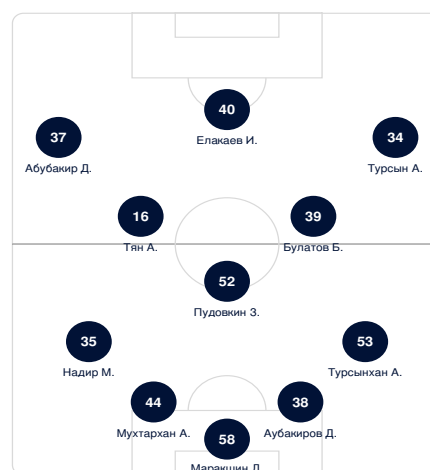 40
Елакаев И.
37
Абубакир Д.
34
Турсын А.
16
Тян А.
39
Булатов Б.
52
Пудовкин З.
35
Надир М.
53
Турсынхан А.
44
Мухтархан А.
38
Аубакиров Д.
58
Маракшин Д.